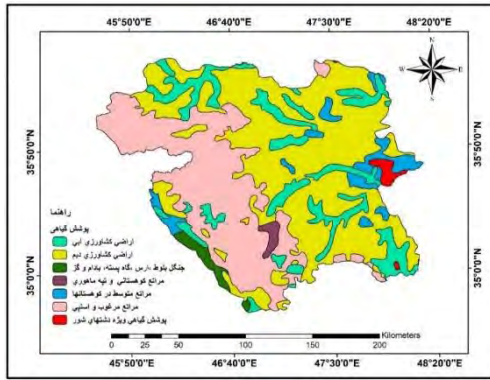 45°50'0"E 46°40'0"E 47°30'0"E 48°20'0"E
N
W E
S
35°50'0"N 35°50'0"N
35°0'0"N 35°0'0"N
راهنما
پوشش گیاهی
اراضی کشاورزی آبی
اراضی کشاورزی دیم
جنگل بلوط ،ارس ،گاه پسته، بادام و گز
مراتع کوهستانی و تپه ماهوری
مراتع متوسط در کوهستانها
مراتع مرغوب و استپی
پوشش گیاهی ویژه دشتهای شور
Kilometers
0 25 50 100 150 200
45°50'0"E 46°40'0"E 47°30'0"E 48°20'0"E